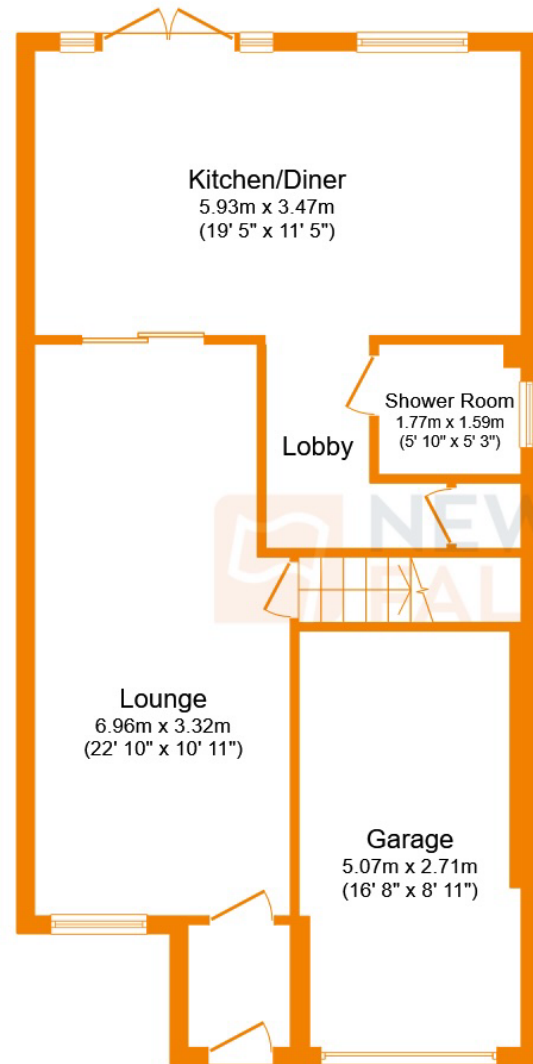 Kitchen/Diner
5.93m x 3.47m
(19' 5" x 11' 5")
Shower Room
1.77m x 1.59m
(5' 10" x 5' 3")
Lobby
Lounge
6.96m x 3.32m
(22' 10" x 10' 11")
Garage
5.07m x 2.71m
(16' 8" x 8' 11")